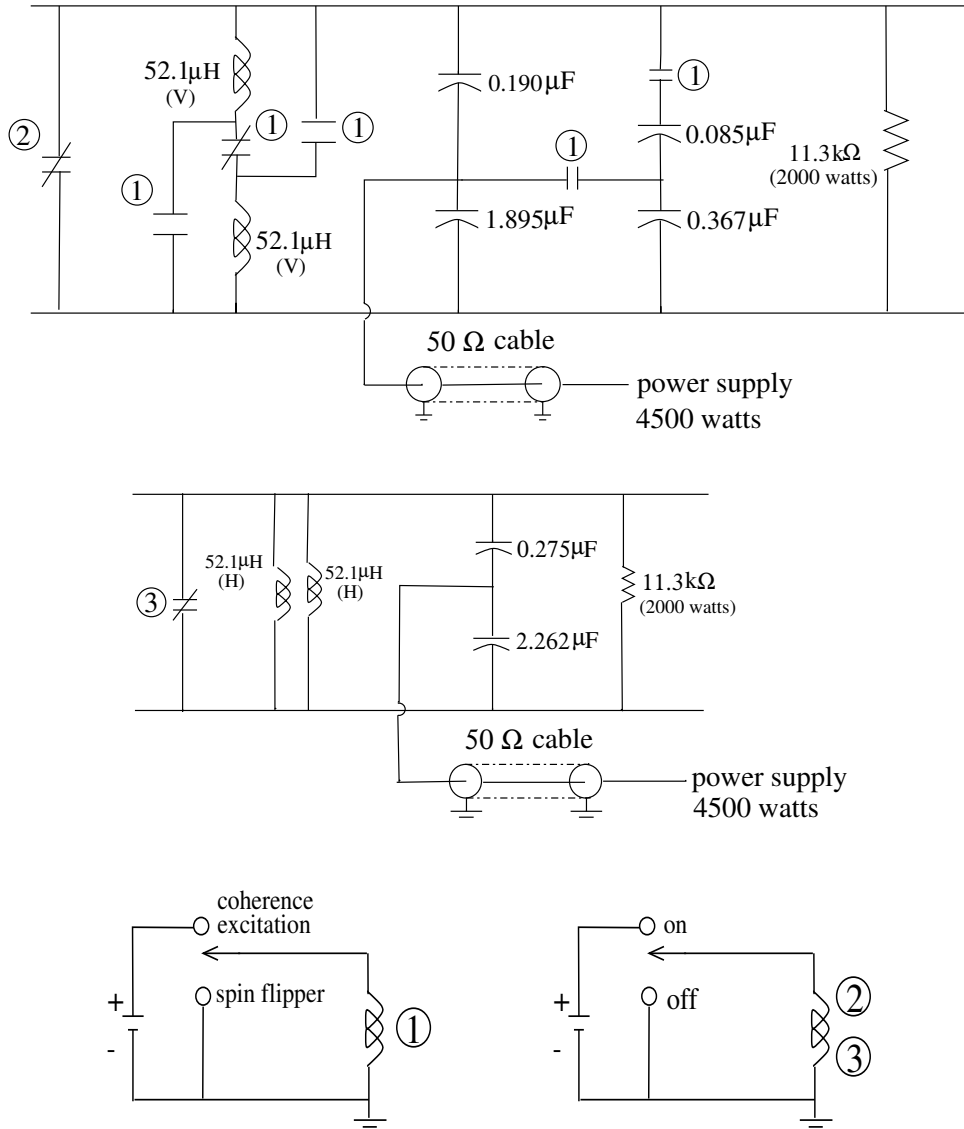 52.1μH
(V)
②
①
①
①
52.1μH
(V)
0.190μF
1.895μF
①
①
0.085μF
0.367μF
11.3kΩ
(2000 watts)
50 Ω cable
power supply
4500 watts
③
52.1μH
(H)
52.1μH
(H)
0.275μF
2.262μF
11.3kΩ
(2000 watts)
50 Ω cable
power supply
4500 watts
coherence
excitation
spin flipper
+
-
①
on
off
+
-
②
③